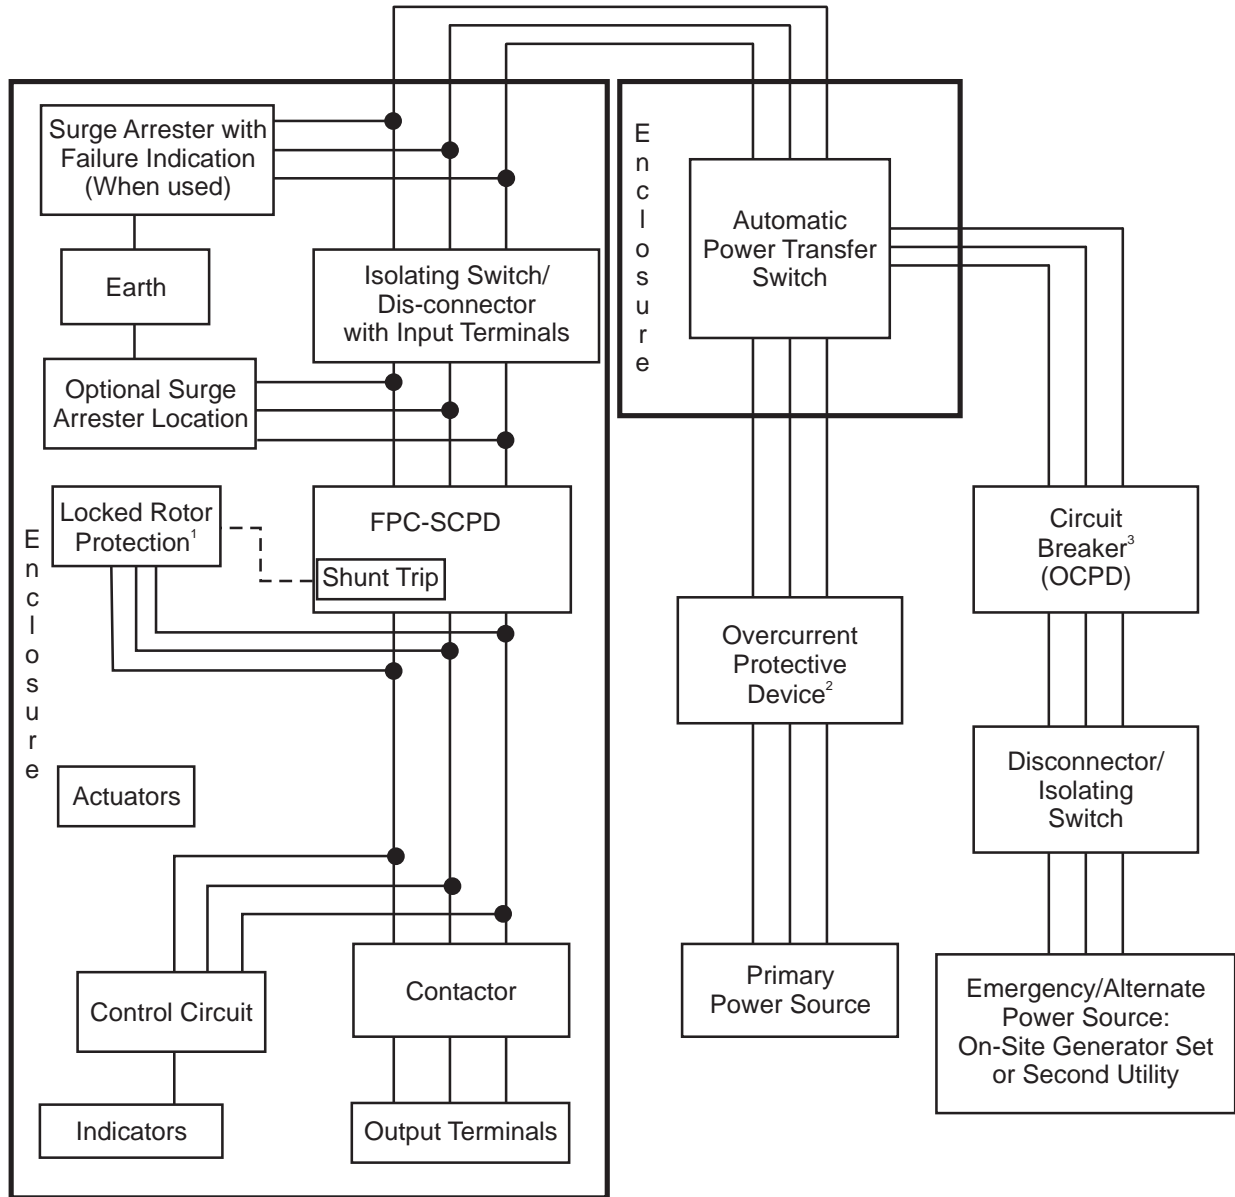 Surge Arrester with
Failure Indication
(When used)
Earth
Optional Surge
Arrester Location
Isolating Switch/
Dis-connector
with Input Terminals
Locked Rotor
Protection¹
FPC-SCPD
Shunt Trip
Enclosure
Actuators
Control Circuit
Contactor
Indicators
Output Terminals
Enclosure
Automatic
Power Transfer
Switch
Overcurrent
Protective
Device²
Primary
Power Source
Circuit
Breaker³
(OCPD)
Disconnector/
Isolating
Switch
Emergency/Alternate
Power Source:
On-Site Generator Set
or Second Utility